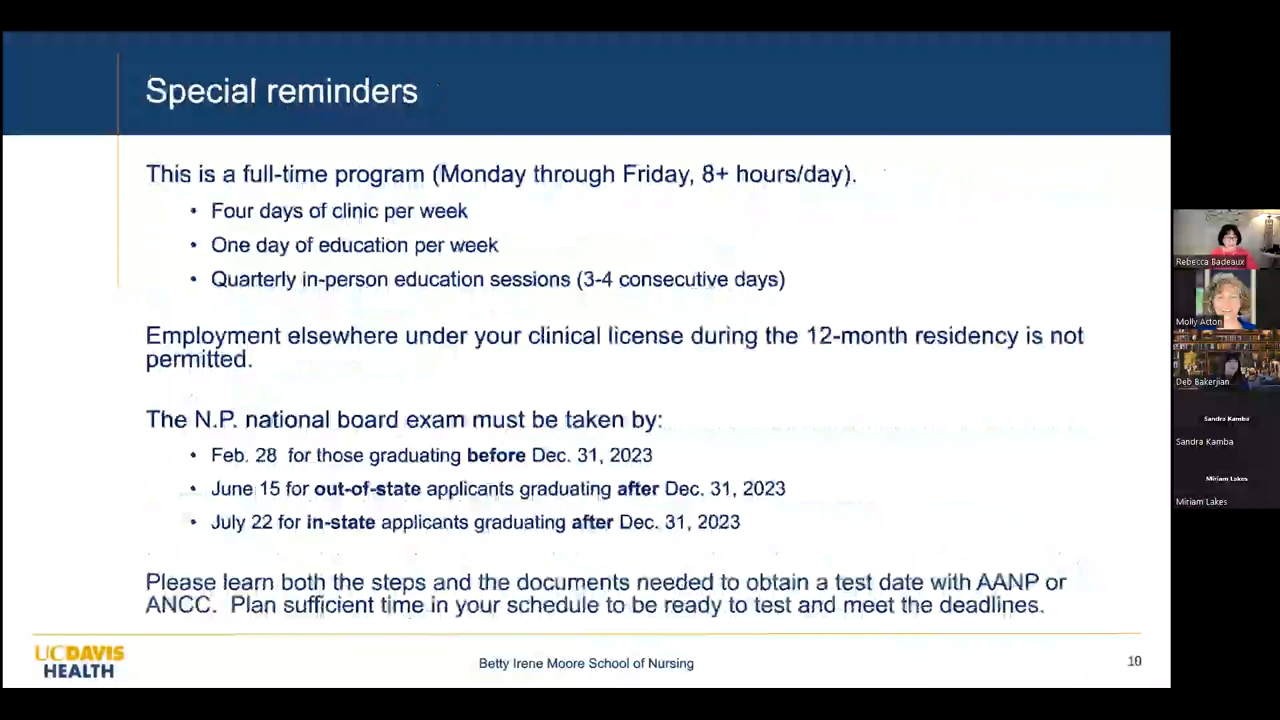 Special reminders
This is a full-time program (Monday through Friday, 8+ hours/day).
• Four days of clinic per week
• One day of education per week
• Quarterly in-person education sessions (3-4 consecutive days)
Employment elsewhere under your clinical license during the 12-month residency is not
permitted.
The N.P. national board exam must be taken by:
• Feb. 28 for those graduating before Dec. 31, 2023
• June 15 for out-of-state applicants graduating after Dec. 31, 2023
• July 22 for in-state applicants graduating after Dec. 31, 2023
Please learn both the steps and the documents needed to obtain a test date with AANP or
ANCC. Plan sufficient time in your schedule to be ready to test and meet the deadlines.
UCDAVIS
HEALTH
Betty Irene Moore School of Nursing
10
Rebecca Badeaux
Molly Acton
Deb Bakerjian
Sandra Kamba
Sandra Kamba
Miriam Lakes
Miriam Lakes